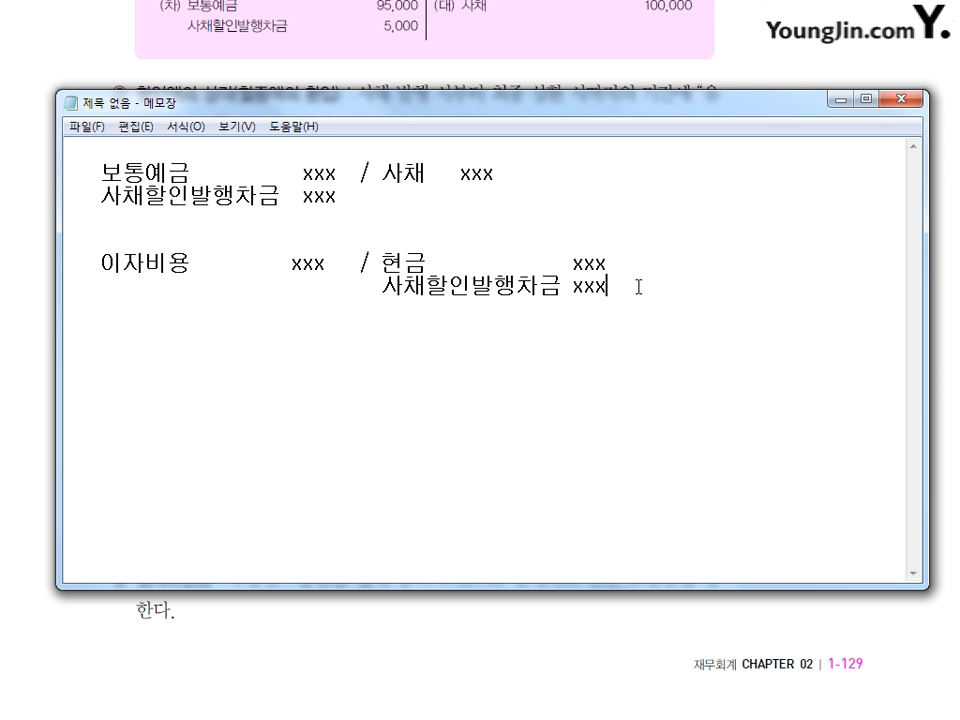 (차) 보통예금 95,000 (대) 사채 100,000
사채할인발행차금 5,000
YoungJin.com Y.
제목 없음 - 메모장
파일(F) 편집(E) 서식(O) 보기(V) 도움말(H)
보통예금 xxx / 사채 xxx
사채할인발행차금 xxx
이자비용 xxx / 현금 xxx
사채할인발행차금 xxx
한다.
재무회계 CHAPTER 02 | 1-129